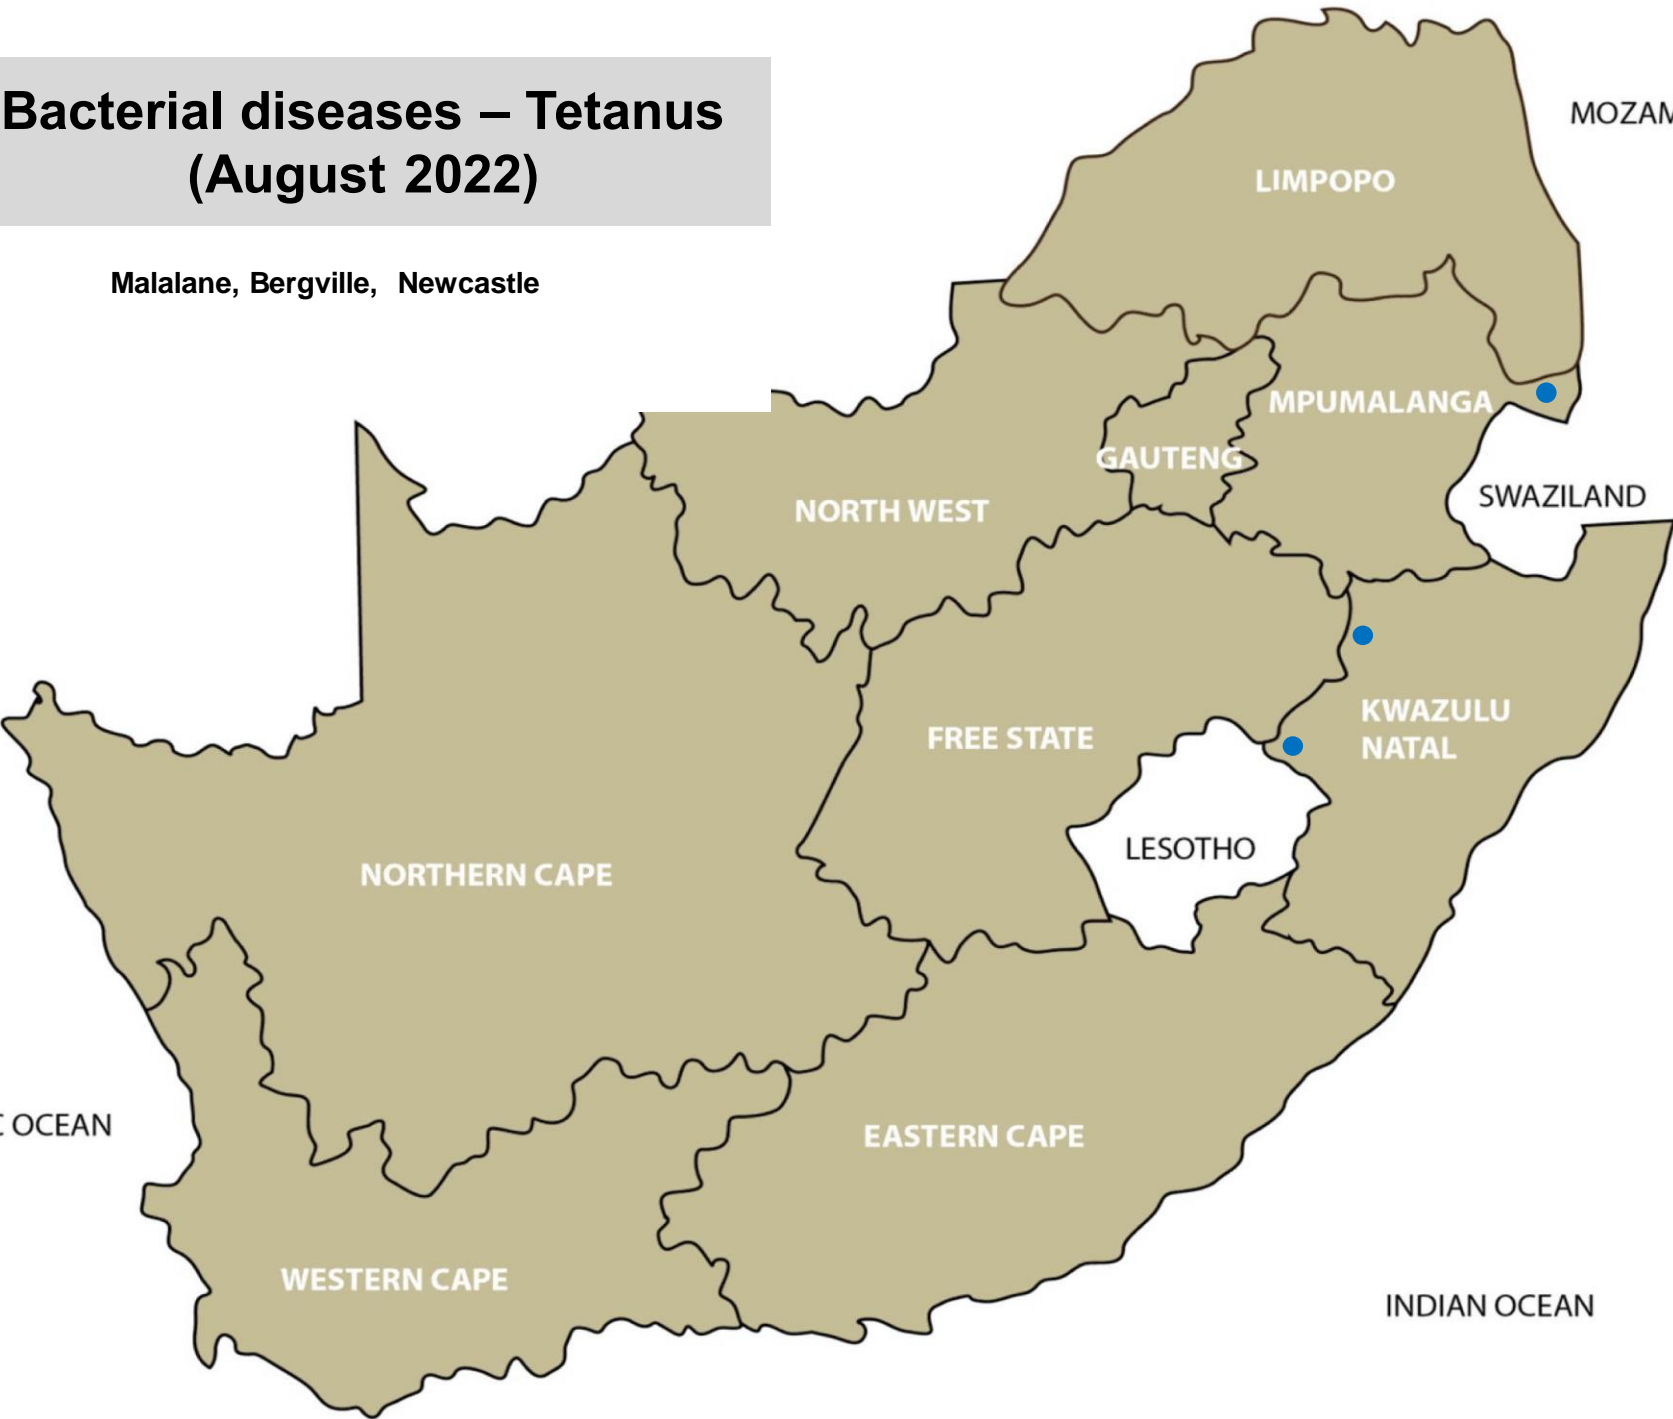 Bacterial diseases – Tetanus
(August 2022)
Malalane, Bergville, Newcastle
MOZAM
LIMPOPO
MPUMALANGA
GAUTENG
NORTH WEST
SWAZILAND
KWAZULU
NATAL
FREE STATE
LESOTHO
NORTHERN CAPE
C OCEAN
EASTERN CAPE
WESTERN CAPE
INDIAN OCEAN